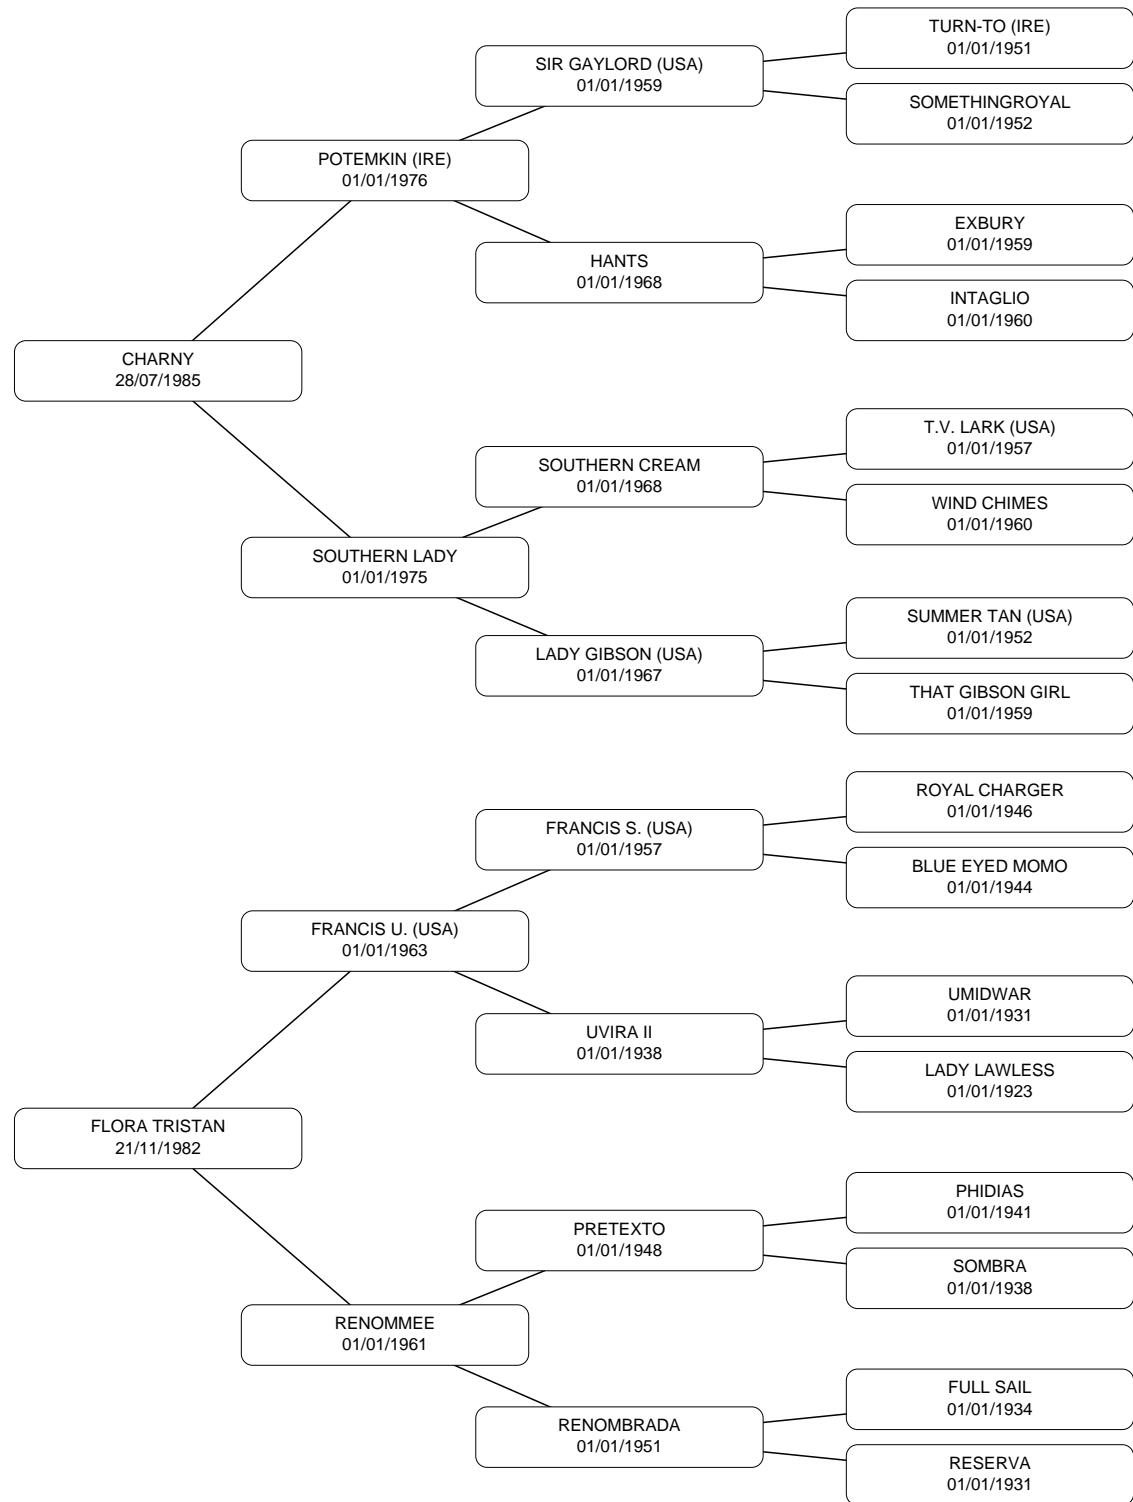 TURN-TO (IRE)
01/01/1951
SIR GAYLORD (USA)
01/01/1959
SOMETHINGROYAL
01/01/1952
POTEMKIN (IRE)
01/01/1976
EXBURY
01/01/1959
HANTS
01/01/1968
INTAGLIO
01/01/1960
CHARNY
28/07/1985
T.V. LARK (USA)
01/01/1957
SOUTHERN CREAM
01/01/1968
WIND CHIMES
01/01/1960
SOUTHERN LADY
01/01/1975
SUMMER TAN (USA)
01/01/1952
LADY GIBSON (USA)
01/01/1967
THAT GIBSON GIRL
01/01/1959
ROYAL CHARGER
01/01/1946
FRANCIS S. (USA)
01/01/1957
BLUE EYED MOMO
01/01/1944
FRANCIS U. (USA)
01/01/1963
UMIDWAR
01/01/1931
UVIRA II
01/01/1938
LADY LAWLESS
01/01/1923
FLORA TRISTAN
21/11/1982
PHIDIAS
01/01/1941
PRETEXTO
01/01/1948
SOMBRA
01/01/1938
RENOMMEE
01/01/1961
FULL SAIL
01/01/1934
RENOMBRADA
01/01/1951
RESERVA
01/01/1931